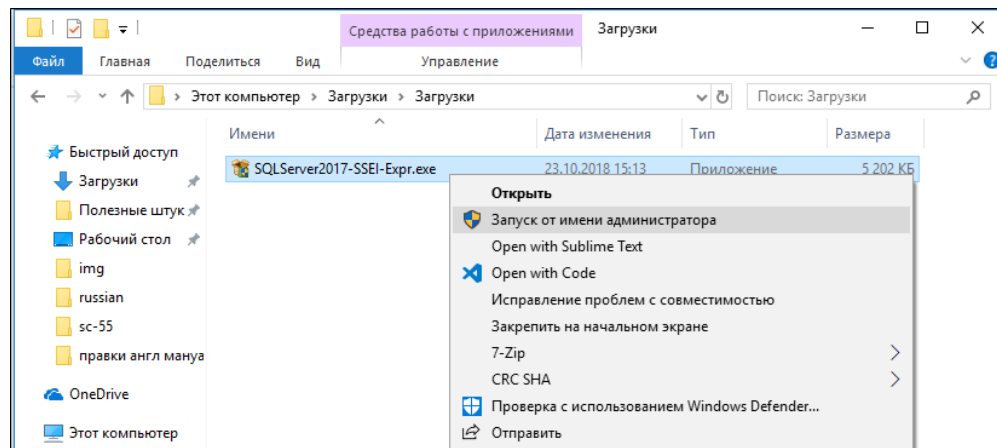 Средства работы с приложениями Загрузки
Файл Главная Поделиться Вид Управление
Этот компьютер Загрузки Загрузки Поиск: Загрузки
Имени Дата изменения Тип Размера
Быстрый доступ
SQLServer2017-SSEI-Expr.exe 23.10.2018 15:13 Приложение 5 202 КБ
Загрузки
Открыть
Полезные штук
Запуск от имени администратора
Рабочий стол
Open with Sublime Text
img
Open with Code
russian
Исправление проблем с совместимостью
sc-55
Закрепить на начальном экране
правки англ мануа
7-Zip
CRC SHA
OneDrive
Проверка с использованием Windows Defender...
Этот компьютер
Отправить